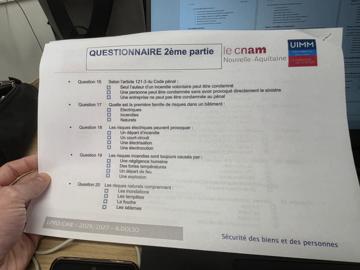 QUESTIONNAIRE 2ème partie
le cnam
Nouvelle-Aquitaine
UIMM
Question 16 Selon l'article 121-3 du Code pénal :
Seul l'auteur d'un incendie volontaire peut être condamné
Une personne peut être condamnée sans avoir provoqué directement le sinistre
Une entreprise ne peut pas être condamnée au pénal
Question 17 Quelle est la première famille de risques dans un bâtiment :
Electriques
Incendies
Naturels
Question 18 Les risques électriques peuvent provoquer :
Un départ d'incendie
Un court-circuit
Une électrisation
Une électrocution
Question 19 Les risques incendies sont toujours causés par :
Une négligence humaine
Des fortes températures
Un départ de feu
Une explosion
Question 20 Les risques naturels comprennent :
Les inondations
Les tempêtes
La foudre
Les séismes
Sécurité des biens et des personnes